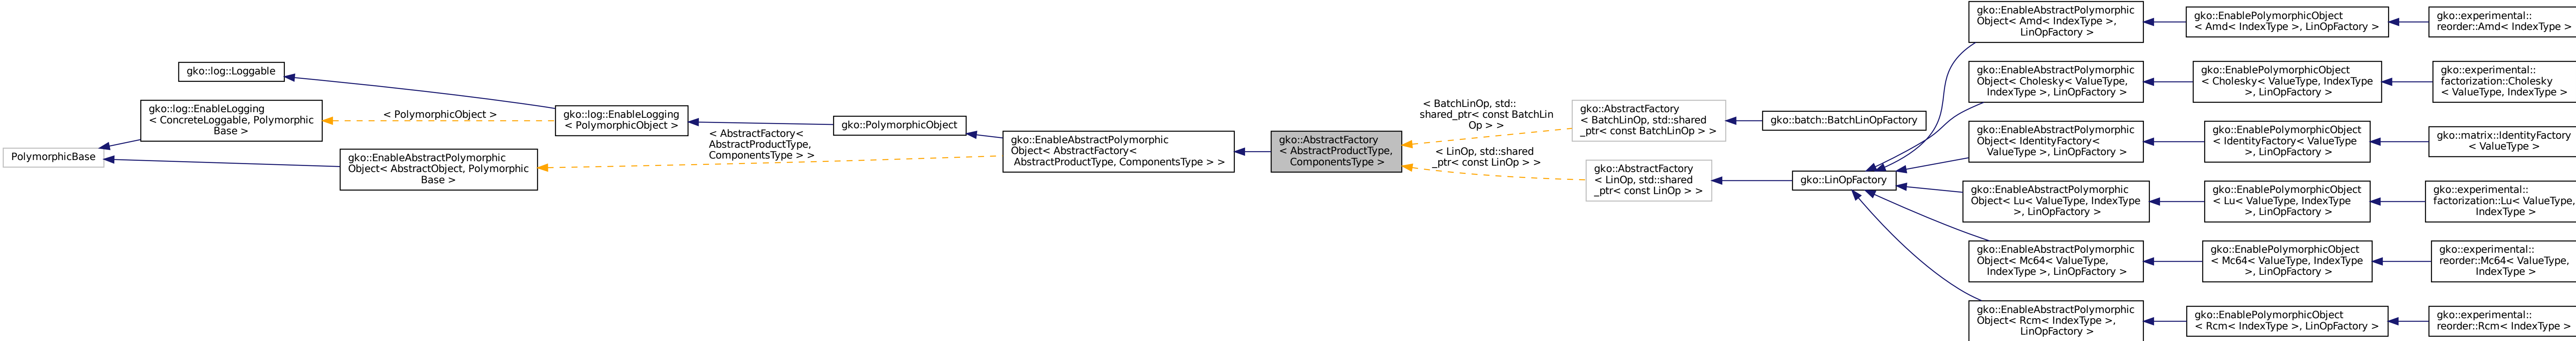 gko::log::Loggable
gko::log::EnableLogging
< ConcreteLoggable, Polymorphic
Base >
PolymorphicBase
gko::EnableAbstractPolymorphic
Object< AbstractObject, Polymorphic
Base >
< PolymorphicObject >
gko::log::EnableLogging
< PolymorphicObject >
< AbstractFactory<
AbstractProductType,
ComponentsType > >
gko::PolymorphicObject
gko::EnableAbstractPolymorphic
Object< AbstractFactory<
AbstractProductType, ComponentsType > >
gko::AbstractFactory
< AbstractProductType,
ComponentsType >
< BatchLinOp, std::
shared_ptr< const BatchLin
Op > >
< LinOp, std::shared
_ptr< const LinOp > >
gko::AbstractFactory
< BatchLinOp, std::shared
_ptr< const BatchLinOp > >
gko::AbstractFactory
< LinOp, std::shared
_ptr< const LinOp > >
gko::batch::BatchLinOpFactory
gko::LinOpFactory
gko::EnableAbstractPolymorphic
Object< Amd< IndexType >,
LinOpFactory >
gko::EnablePolymorphicObject
< Amd< IndexType >, LinOpFactory >
gko::experimental::
reorder::Amd< IndexType >
gko::EnableAbstractPolymorphic
Object< Cholesky< ValueType,
IndexType >, LinOpFactory >
gko::EnablePolymorphicObject
< Cholesky< ValueType, IndexType
>, LinOpFactory >
gko::experimental::
factorization::Cholesky
< ValueType, IndexType >
gko::EnableAbstractPolymorphic
Object< IdentityFactory<
ValueType >, LinOpFactory >
gko::EnablePolymorphicObject
< IdentityFactory< ValueType
>, LinOpFactory >
gko::matrix::IdentityFactory
< ValueType >
gko::EnableAbstractPolymorphic
Object< Lu< ValueType, IndexType
>, LinOpFactory >
gko::EnablePolymorphicObject
< Lu< ValueType, IndexType
>, LinOpFactory >
gko::experimental::
factorization::Lu< ValueType,
IndexType >
gko::EnableAbstractPolymorphic
Object< Mc64< ValueType,
IndexType >, LinOpFactory >
gko::EnablePolymorphicObject
< Mc64< ValueType, IndexType
>, LinOpFactory >
gko::experimental::
reorder::Mc64< ValueType,
IndexType >
gko::EnableAbstractPolymorphic
Object< Rcm< IndexType >,
LinOpFactory >
gko::EnablePolymorphicObject
< Rcm< IndexType >, LinOpFactory >
gko::experimental::
reorder::Rcm< IndexType >